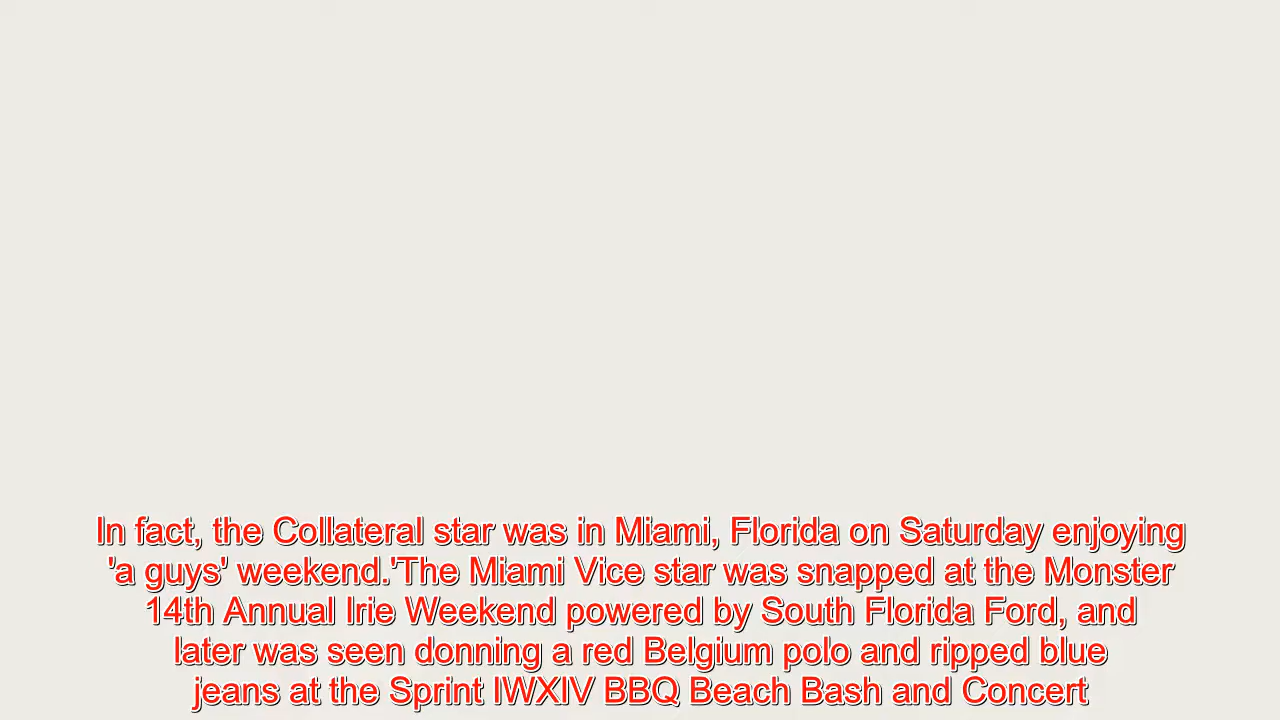 In fact, the Collateral star was in Miami, Florida on Saturday enjoying
'a guys' weekend.'The Miami Vice star was snapped at the Monster
14th Annual Irie Weekend powered by South Florida Ford, and
later was seen donning a red Belgium polo and ripped blue
jeans at the Sprint IWXIV BBQ Beach Bash and Concert